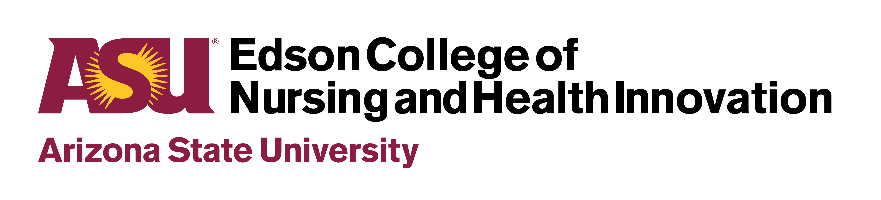 ASU® Edson College of
Nursing and Health Innovation
Arizona State University